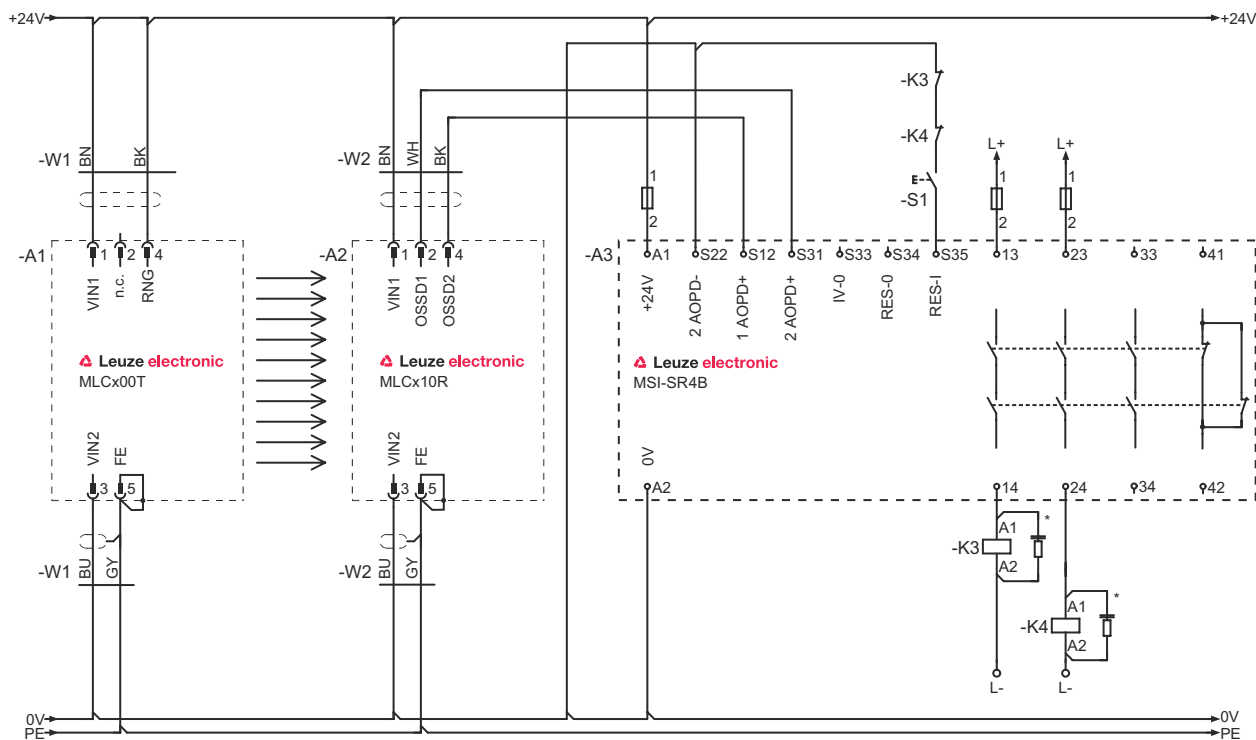 +24V
+24V
-K3
-K4
-S1
-W1
BN
BK
-W2
BN
WH
BK
1
2
L+
1
2
L+
1
2
-A1
1
2
4
VIN1
n.c.
RNG
Leuze electronic
MLCx00T
VIN2
FE
3
5
-W1
BU
GY
-A2
1
2
4
VIN1
OSSD1
OSSD2
Leuze electronic
MLCx10R
VIN2
FE
3
5
-W2
BU
GY
-A3
A1
S22
S12
S31
S33
S34
S35
13
23
33
41
+24V
2 AOPD-
1 AOPD+
2 AOPD+
IV-0
RES-0
RES-I
Leuze electronic
MSI-SR4B
0V
A2
14
24
34
42
-K3
A1
A2
*
-K4
A1
A2
*
L-
L-
0V
0V
PE
PE